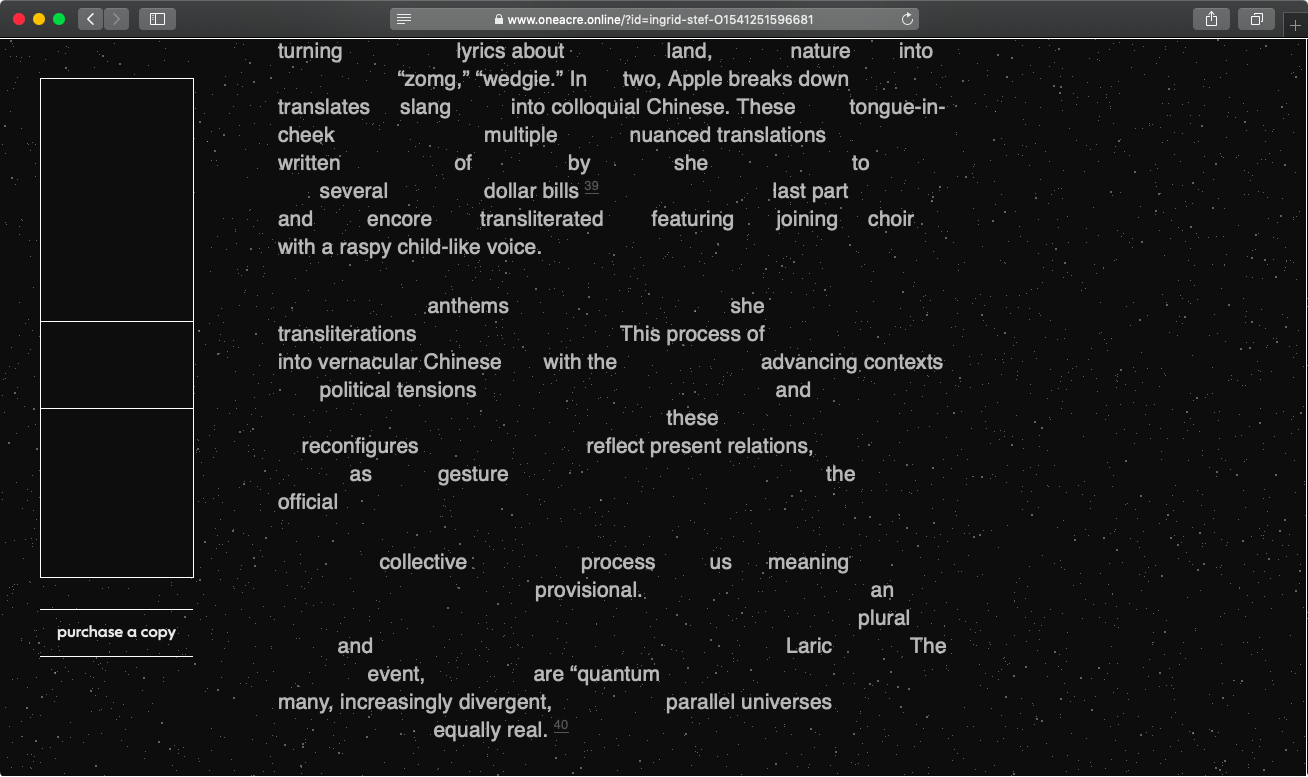 www.oneacre.online/?id=ingrid-stef-O1541251596681
turning lyrics about land, nature into
“zomg,” “wedgie.” In two, Apple breaks down
translates slang into colloquial Chinese. These tongue-in-
cheek multiple nuanced translations
written of by she to
several dollar bills 39 last part
and encore transliterated featuring joining choir
with a raspy child-like voice.
anthems she
transliterations This process of
into vernacular Chinese with the advancing contexts
political tensions and
these
reconfigures reflect present relations,
as gesture the
official
collective process us meaning
provisional. an
plural
and Laric The
event, are “quantum
many, increasingly divergent, parallel universes
equally real. 40
purchase a copy